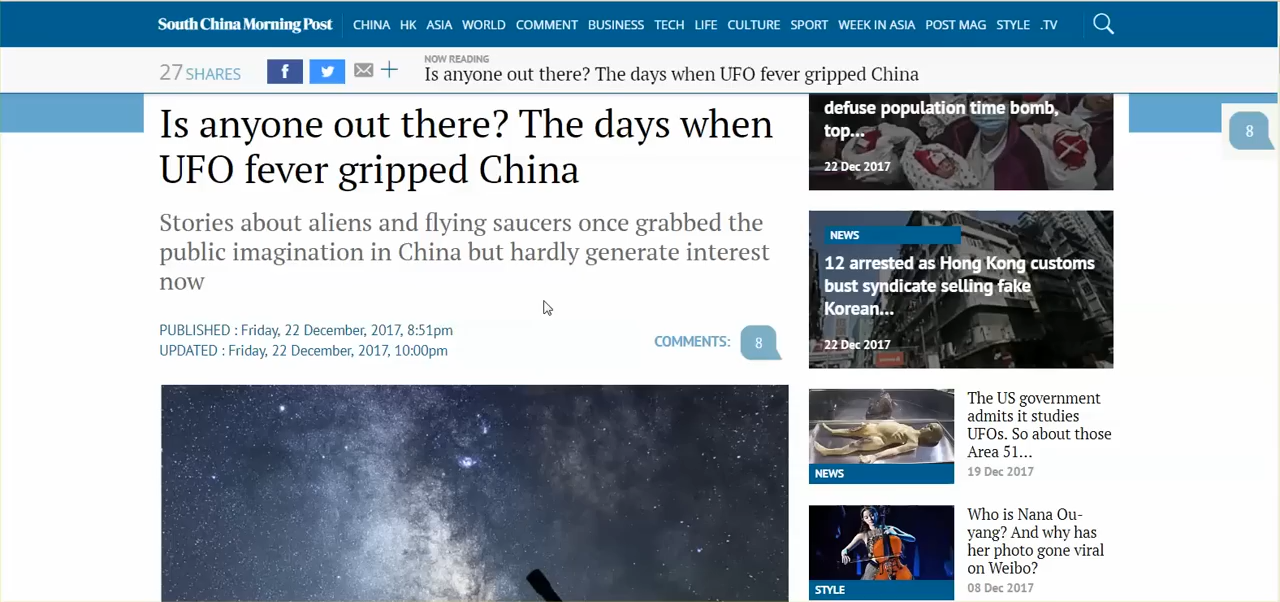 South China Morning Post
CHINA HK ASIA WORLD COMMENT BUSINESS TECH LIFE CULTURE SPORT WEEK IN ASIA POST MAG STYLE .TV
27 SHARES
NOW READING
Is anyone out there? The days when UFO fever gripped China
8
Is anyone out there? The days when
UFO fever gripped China
Stories about aliens and flying saucers once grabbed the
public imagination in China but hardly generate interest
now
PUBLISHED : Friday, 22 December, 2017, 8:51pm
UPDATED : Friday, 22 December, 2017, 10:00pm
COMMENTS: 8
defuse population time bomb,
top...
22 Dec 2017
NEWS
12 arrested as Hong Kong customs
bust syndicate selling fake
Korean...
22 Dec 2017
The US government
admits it studies
UFOs. So about those
Area 51...
19 Dec 2017
NEWS
Who is Nana Ou-
yang? And why has
her photo gone viral
on Weibo?
08 Dec 2017
STYLE